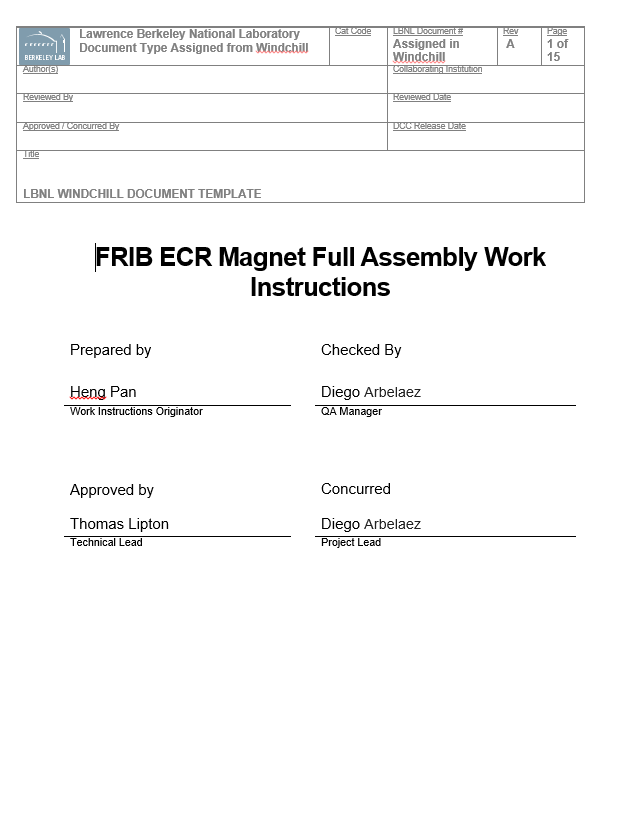 BERKELEY LAB
Lawrence Berkeley National Laboratory
Document Type Assigned from Windchill
Cat Code
LBNL Document #
Assigned in
Windchill
Rev
A
Page
1 of
15
Author(s)
Collaborating Institution
Reviewed By
Reviewed Date
Approved / Concurred By
DCC Release Date
Title
LBNL WINDCHILL DOCUMENT TEMPLATE
FRIB ECR Magnet Full Assembly Work
Instructions
Prepared by
Checked By
Heng Pan
Diego Arbelaez
Work Instructions Originator
QA Manager
Approved by
Concurred
Thomas Lipton
Diego Arbelaez
Technical Lead
Project Lead